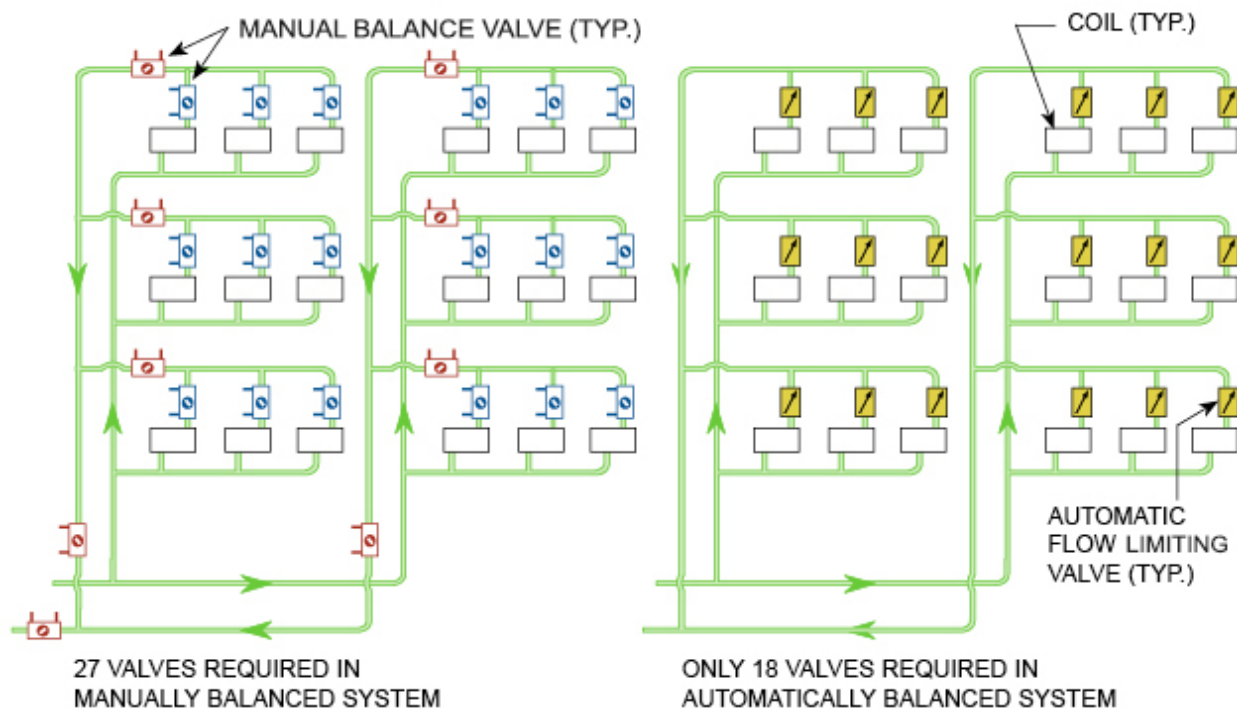 MANUAL BALANCE VALVE (TYP.)
COIL (TYP.)
AUTOMATIC
FLOW LIMITING
VALVE (TYP.)
27 VALVES REQUIRED IN
MANUALLY BALANCED SYSTEM
ONLY 18 VALVES REQUIRED IN
AUTOMATICALLY BALANCED SYSTEM